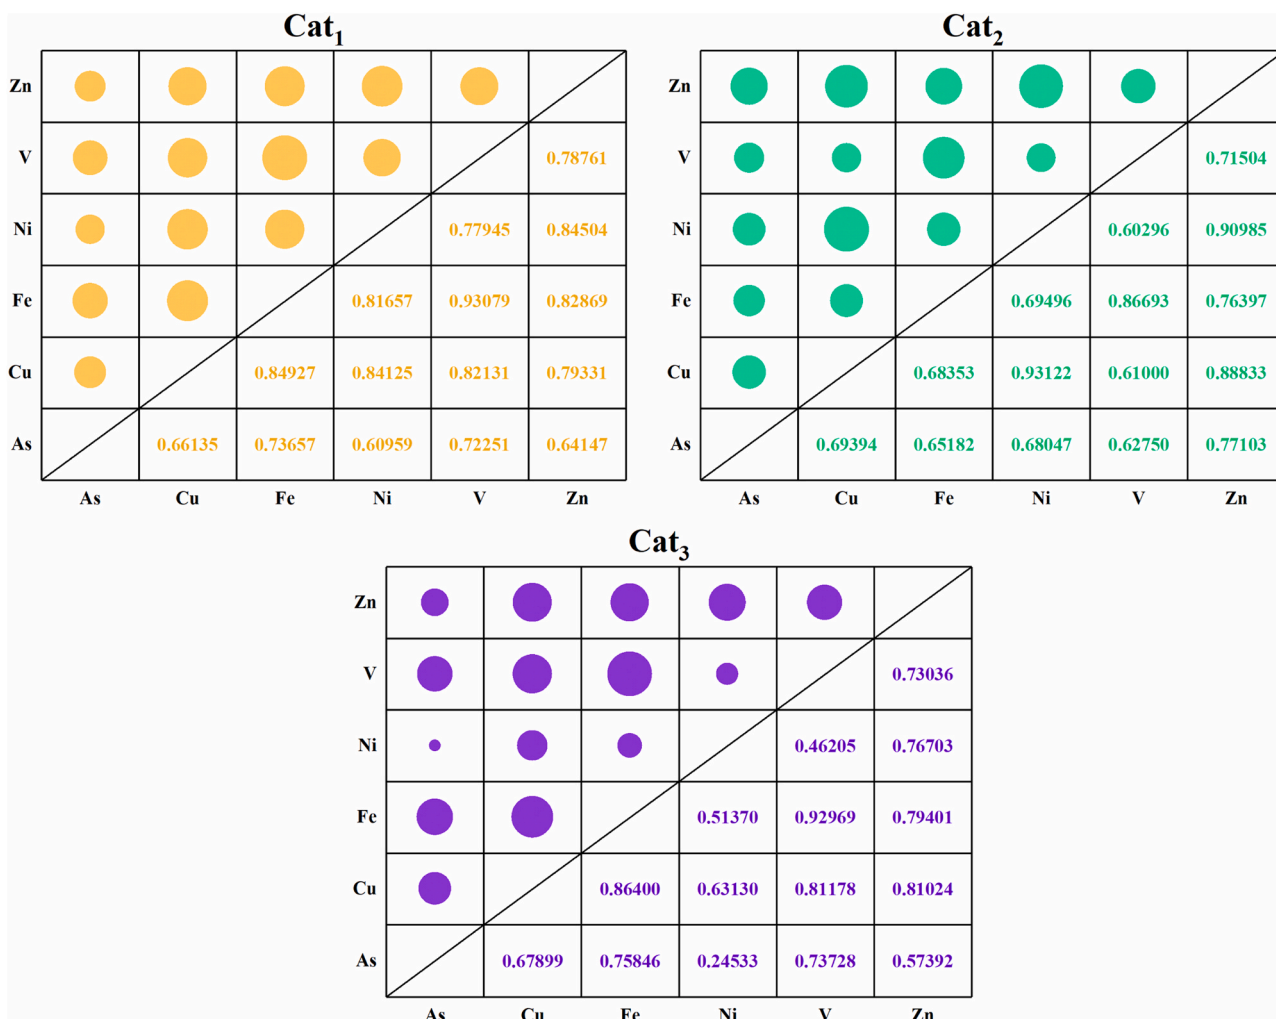 Cat1
Zn
V 0.78761
Ni 0.77945 0.84504
Fe 0.81657 0.93079 0.82869
Cu 0.84927 0.84125 0.82131 0.79331
As 0.66135 0.73657 0.60959 0.72251 0.64147
As Cu Fe Ni V Zn
Cat2
Zn
V 0.71504
Ni 0.60296 0.90985
Fe 0.69496 0.86693 0.76397
Cu 0.68353 0.93122 0.61000 0.88833
As 0.69394 0.65182 0.68047 0.62750 0.77103
As Cu Fe Ni V Zn
Cat3
Zn
V 0.73036
Ni 0.46205 0.76703
Fe 0.51370 0.92969 0.79401
Cu 0.86400 0.63130 0.81178 0.81024
As 0.67899 0.75846 0.24533 0.73728 0.57392
As Cu Fe Ni V Zn